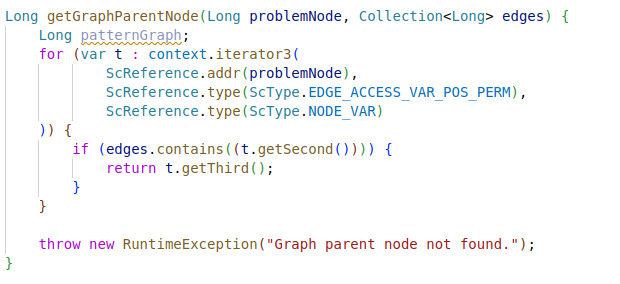 Long getGraphParentNode(Long problemNode, Collection<Long> edges) {
    Long patternGraph;
    for (var t : context.iterator3(
            ScReference.addr(problemNode),
            ScReference.type(ScType.EDGE_ACCESS_VAR_POS_PERM),
            ScReference.type(ScType.NODE_VAR)
    )) {
        if (edges.contains((t.getSecond()))) {
            return t.getThird();
        }
    }

    throw new RuntimeException("Graph parent node not found.");
}